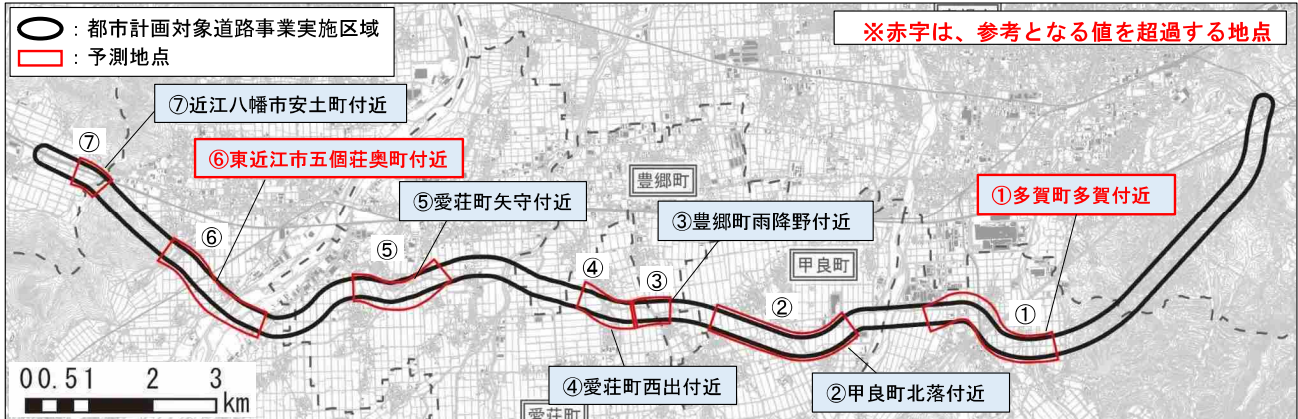 ：都市計画対象道路事業実施区域
：予測地点
※赤字は、参考となる値を超過する地点
⑦近江八幡市安土町付近
⑦
⑥東近江市五個荘奥町付近
⑥
⑤愛荘町矢守付近
⑤
豊郷町
③豊郷町雨降野付近
①多賀町多賀付近
甲良町
④
③
②
①
④愛荘町西出付近
②甲良町北落付近
愛荘町
0 0.5 1 2 3
km